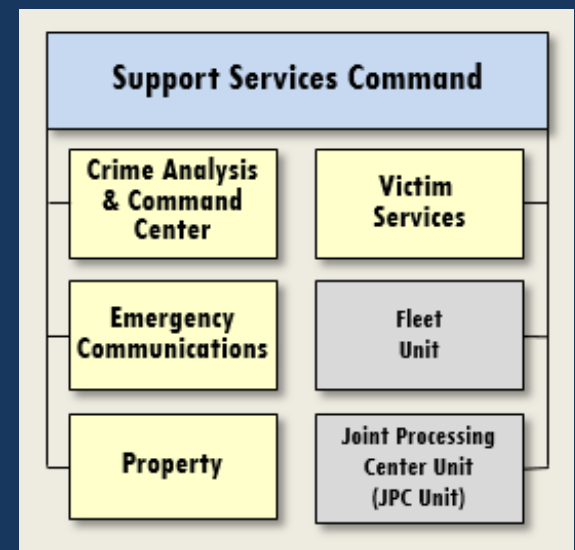 Support Services Command
Crime Analysis
& Command
Center
Victim
Services
Emergency
Communications
Fleet
Unit
Property
Joint Processing
Center Unit
(JPC Unit)